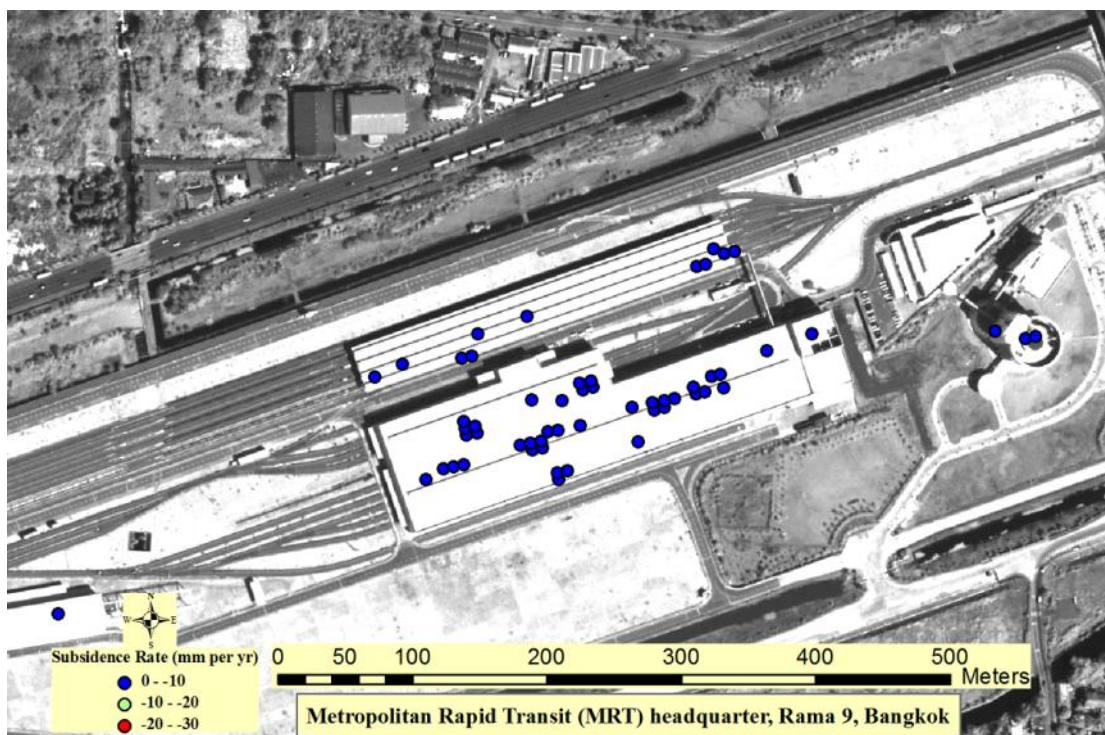 N
W E
S
Subsidence Rate (mm per yr)
0 - -10
-10 - -20
-20 - -30
0 50 100 200 300 400 500
Meters
Metropolitan Rapid Transit (MRT) headquarter, Rama 9, Bangkok